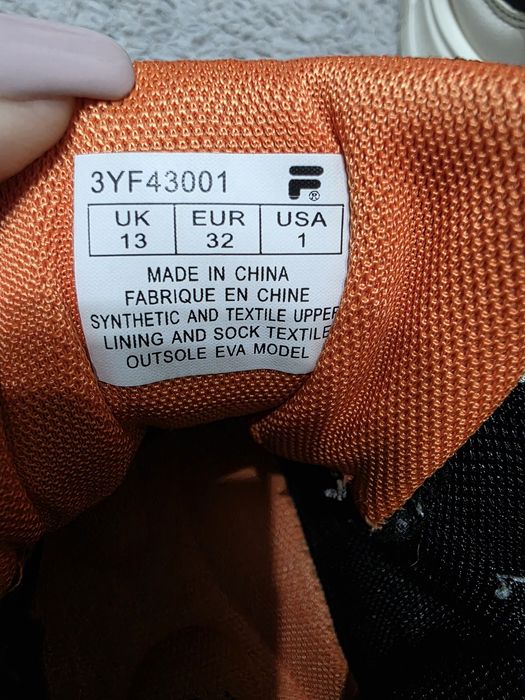 3YF43001
F®
UK EUR USA
13 32 1
MADE IN CHINA
FABRIQUE EN CHINE
SYNTHETIC AND TEXTILE UPPER
LINING AND SOCK TEXTILE
OUTSOLE EVA MODEL